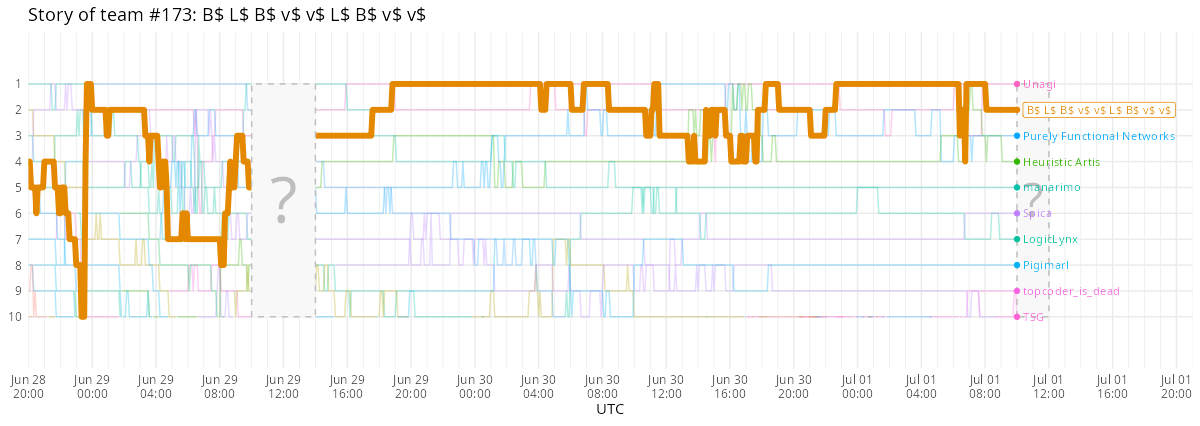 Story of team #173: B$ L$ B$ v$ v$ L$ B$ v$ v$
1
2
3
4
5
6
7
8
9
10
?
?
Unagi
B$ L$ B$ v$ v$ L$ B$ v$ v$
Purely Functional Networks
Heuristic Artis
manarimo
Spica
LogicLynx
Pigimarl
topcoder_is_dead
TSG
Jun 28 Jun 29 Jun 29 Jun 29 Jun 29 Jun 29 Jun 29 Jun 30 Jun 30 Jun 30 Jun 30 Jun 30 Jun 30 Jul 01 Jul 01 Jul 01 Jul 01 Jul 01 Jul 01
20:00 00:00 04:00 08:00 12:00 16:00 20:00 00:00 04:00 08:00 12:00 16:00 20:00 00:00 04:00 08:00 12:00 16:00 20:00
UTC